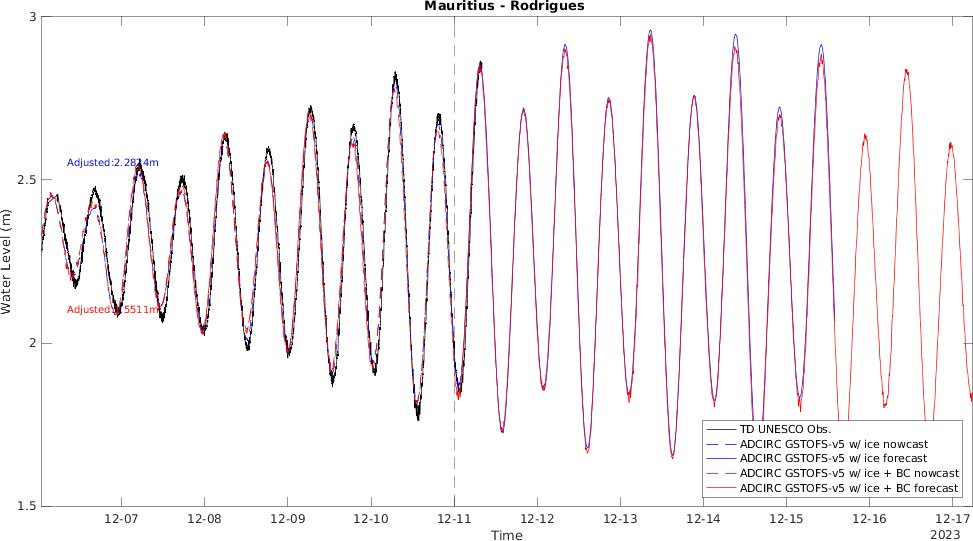 Mauritius - Rodrigues
3
2.5
2
1.5
Water Level (m)
Adjusted:2.2814m
5511m
12-07
12-08
12-09
12-10
12-11
12-12
12-13
12-14
12-15
12-16
12-17
2023
Time
TD UNESCO Obs.
ADCIRC GSTOFS-v5 w/ ice nowcast
ADCIRC GSTOFS-v5 w/ ice forecast
ADCIRC GSTOFS-v5 w/ ice + BC nowcast
ADCIRC GSTOFS-v5 w/ ice + BC forecast